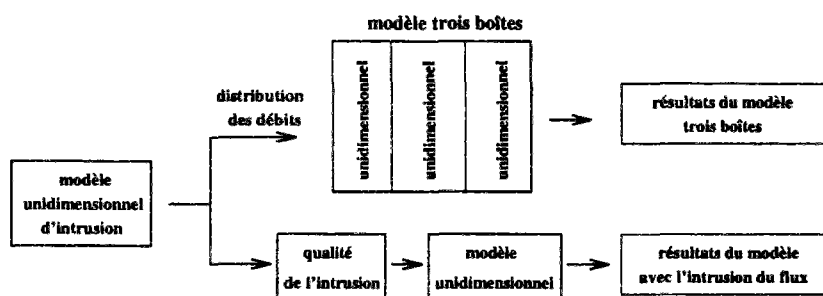 modèle trois boîtes
unidimensionnel
unidimensionnel
unidimensionnel
distribution
des débits
résultats du modèle
trois boîtes
modèle
unidimensionnel
d'intrusion
qualité
de l'intrusion
modèle
unidimensionnel
résultats du modèle
avec l'intrusion du flux